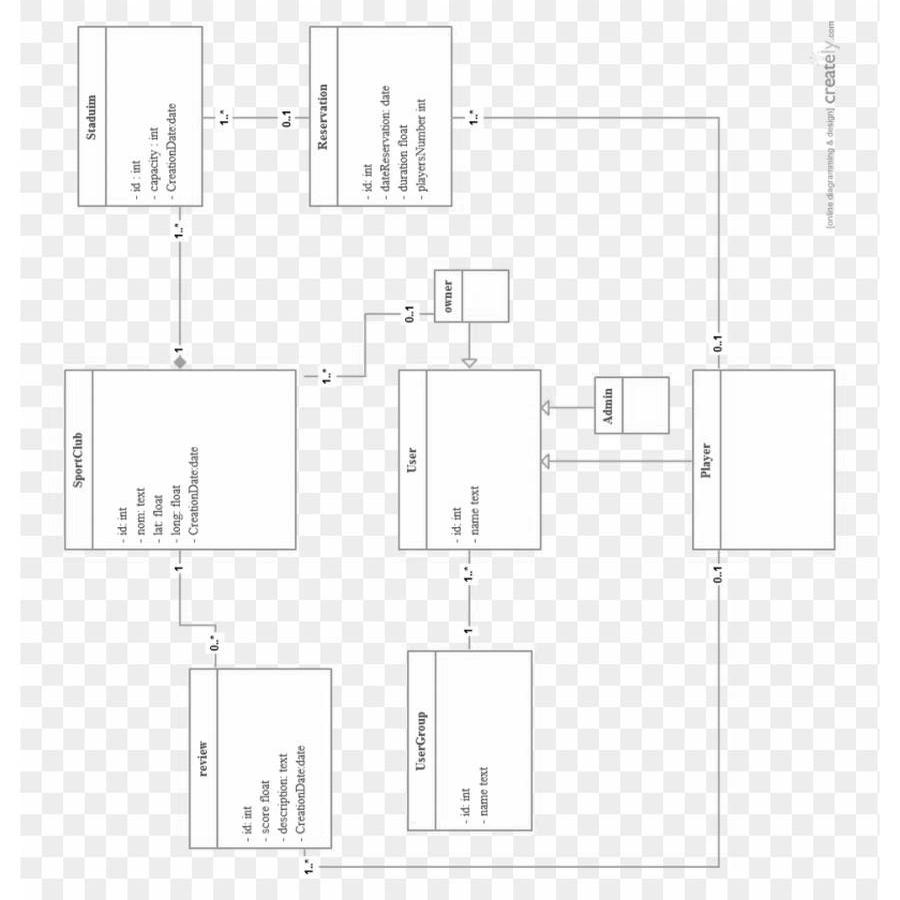 review
- id: int
- score float
- description: text
- CreationDate:date
1..*
0..*
1
SportClub
- id: int
- nom: text
- lat: float
- long: float
- CreationDate:date
1
1..*
Staduim
- id : int
- capacity : int
- CreationDate:date
1..*
0..1
Reservation
- id: int
- dateReservation: date
- duration float
- playersNumber int
1..*
1..*
0..1
owner
UserGroup
- id: int
- name text
1
1..*
User
- id: int
- name text
Admin
Player
0..1
0..1
[online diagramming & design] creately.com